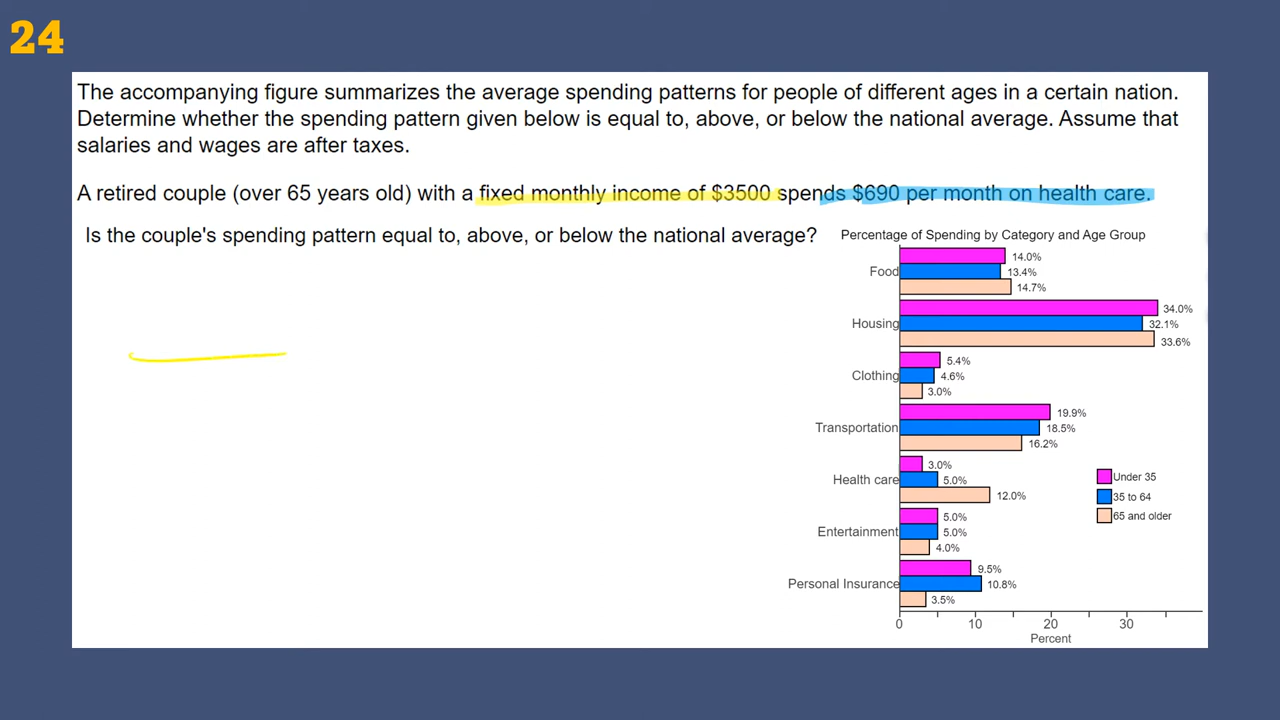 24
The accompanying figure summarizes the average spending patterns for people of different ages in a certain nation.
Determine whether the spending pattern given below is equal to, above, or below the national average. Assume that
salaries and wages are after taxes.
A retired couple (over 65 years old) with a fixed monthly income of $3500 spends $690 per month on health care.
Is the couple's spending pattern equal to, above, or below the national average?
Percentage of Spending by Category and Age Group
Food
14.0%
13.4%
14.7%
Housing
34.0%
32.1%
33.6%
Clothing
5.4%
4.6%
3.0%
Transportation
19.9%
18.5%
16.2%
Health care
3.0%
5.0%
12.0%
Entertainment
5.0%
5.0%
4.0%
Personal Insurance
9.5%
10.8%
3.5%
Under 35
35 to 64
65 and older
0 10 20 30
Percent